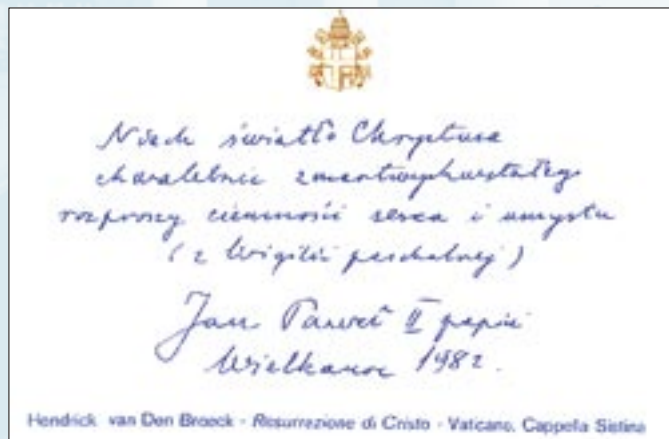 Niech światło Chrystusa
chwalebnie zmartwychwstałego
rozproszy ciemności serca i umysłu
(z Wigilii paschalnej)
Jan Paweł II papież
Wielkanoc 1982.
Hendrick van Den Broeck - Resurrezione di Cristo - Vaticano, Cappella Sistina